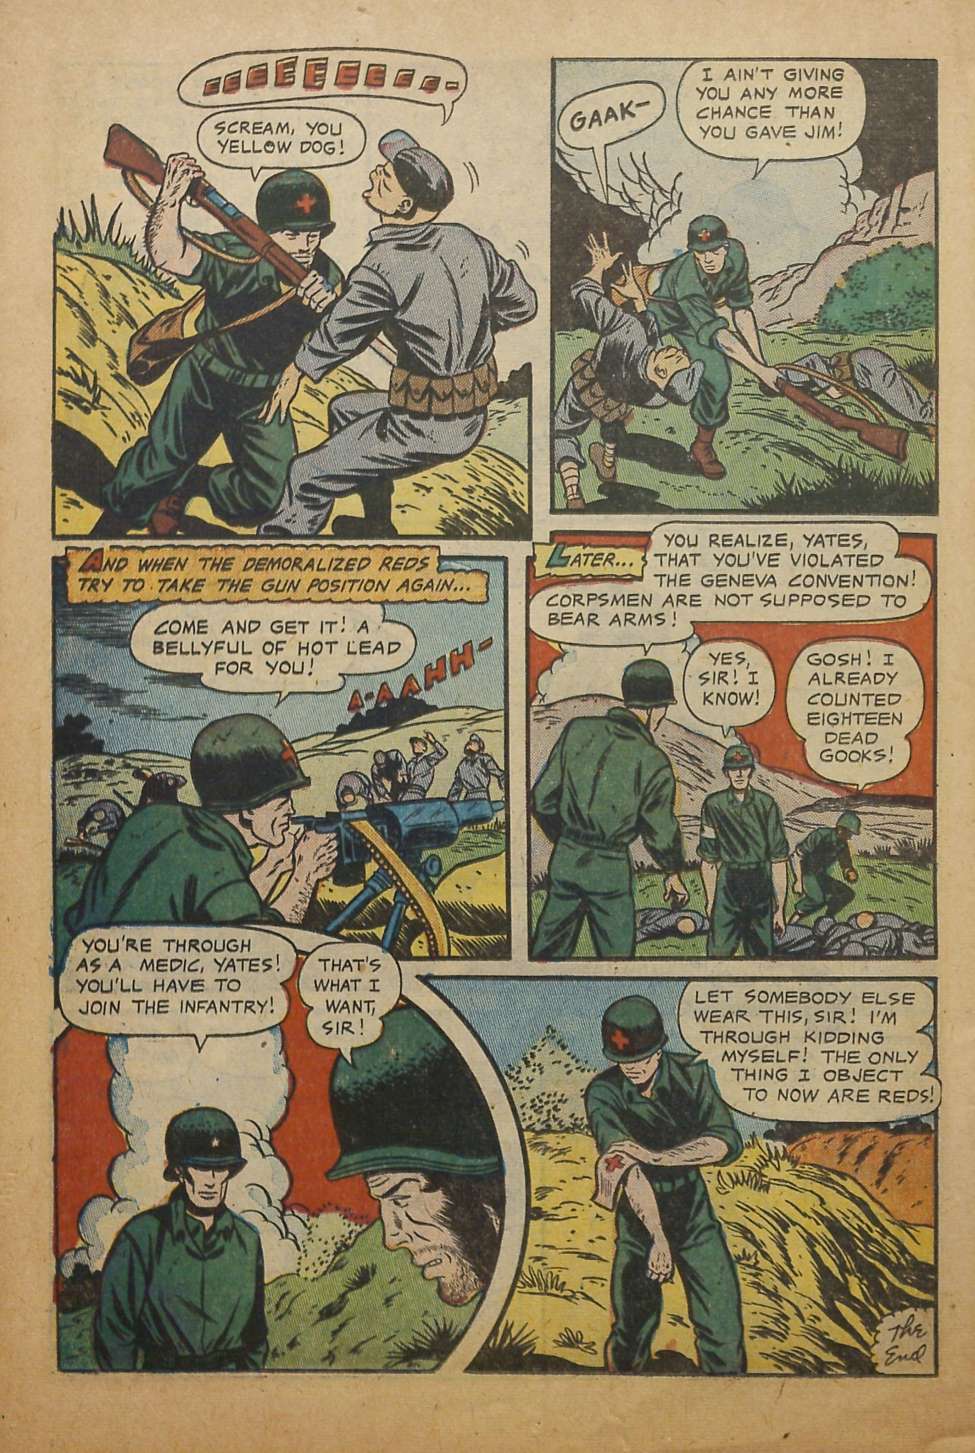 EEEEEEEE..
SCREAM, YOU
YELLOW DOG!
GAAK-
I AIN'T GIVING
YOU ANY MORE
CHANCE THAN
YOU GAVE JIM!
AND WHEN THE DEMORALIZED REDS
TRY TO TAKE THE GUN POSITION AGAIN...
COME AND GET IT! A
BELLYFUL OF HOT LEAD
FOR YOU!
A-AAHH-
LATER...
YOU REALIZE, YATES,
THAT YOU'VE VIOLATED
THE GENEVA CONVENTION!
CORPSMEN ARE NOT SUPPOSED TO
BEAR ARMS!
YES,
SIR! I
KNOW!
GOSH! I
ALREADY
COUNTED
EIGHTEEN
DEAD
GOOKS!
YOU'RE THROUGH
AS A MEDIC, YATES!
YOU'LL HAVE TO
JOIN THE INFANTRY!
THAT'S
WHAT I
WANT,
SIR!
LET SOMEBODY ELSE
WEAR THIS, SIR! I'M
THROUGH KIDDING
MYSELF! THE ONLY
THING I OBJECT
TO NOW ARE REDS!
The
End